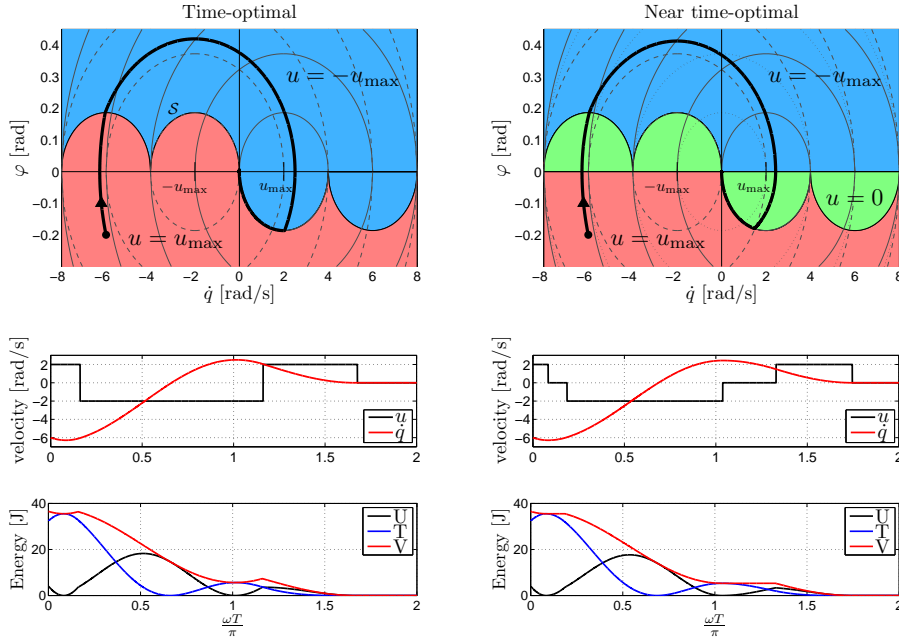 Time-optimal
Near time-optimal
φ [rad]
0.4
0.3
0.2
0.1
0
−0.1
−0.2
−8 −6 −4 −2 0 2 4 6 8
q̇ [rad/s]
u = −u_max
S
−u_max
u_max
u = u_max
φ [rad]
0.4
0.3
0.2
0.1
0
−0.1
−0.2
−8 −6 −4 −2 0 2 4 6 8
q̇ [rad/s]
u = −u_max
−u_max
u_max
u = 0
u = u_max
velocity [rad/s]
2
0
−2
−4
−6
0 0.5 1 1.5 2
u
q̇
velocity [rad/s]
2
0
−2
−4
−6
0 0.5 1 1.5 2
u
q̇
Energy [J]
40
20
0
0 0.5 1 1.5 2
ωT/π
U
T
V
Energy [J]
40
20
0
0 0.5 1 1.5 2
ωT/π
U
T
V